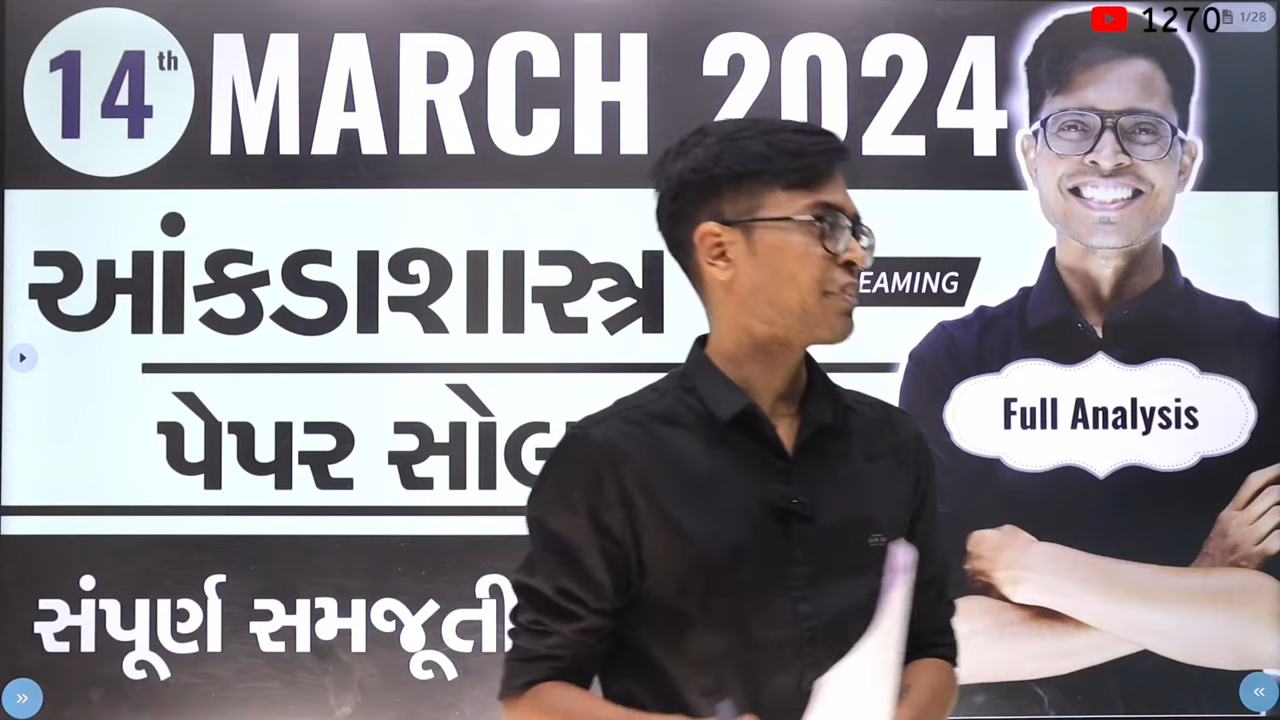 1270
1/28
14th MARCH 2024
આંકડાશાસ્ત્ર
EAMING
પેપર
Full Analysis
સંપૂર્ણ સમજૂતી